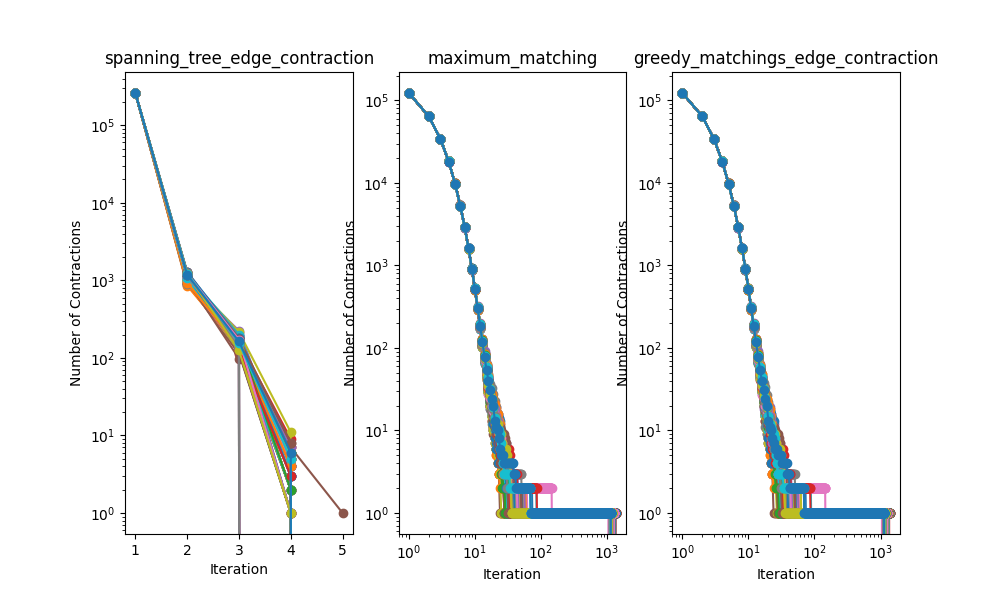 spanning_tree_edge_contraction
maximum_matching
greedy_matchings_edge_contraction
Number of Contractions
10^5
10^4
10^3
10^2
10^1
10^0
1 2 3 4 5
Iteration
Number of Contractions
10^5
10^4
10^3
10^2
10^1
10^0
10^0 10^1 10^2 10^3
Iteration
Number of Contractions
10^5
10^4
10^3
10^2
10^1
10^0
10^0 10^1 10^2 10^3
Iteration